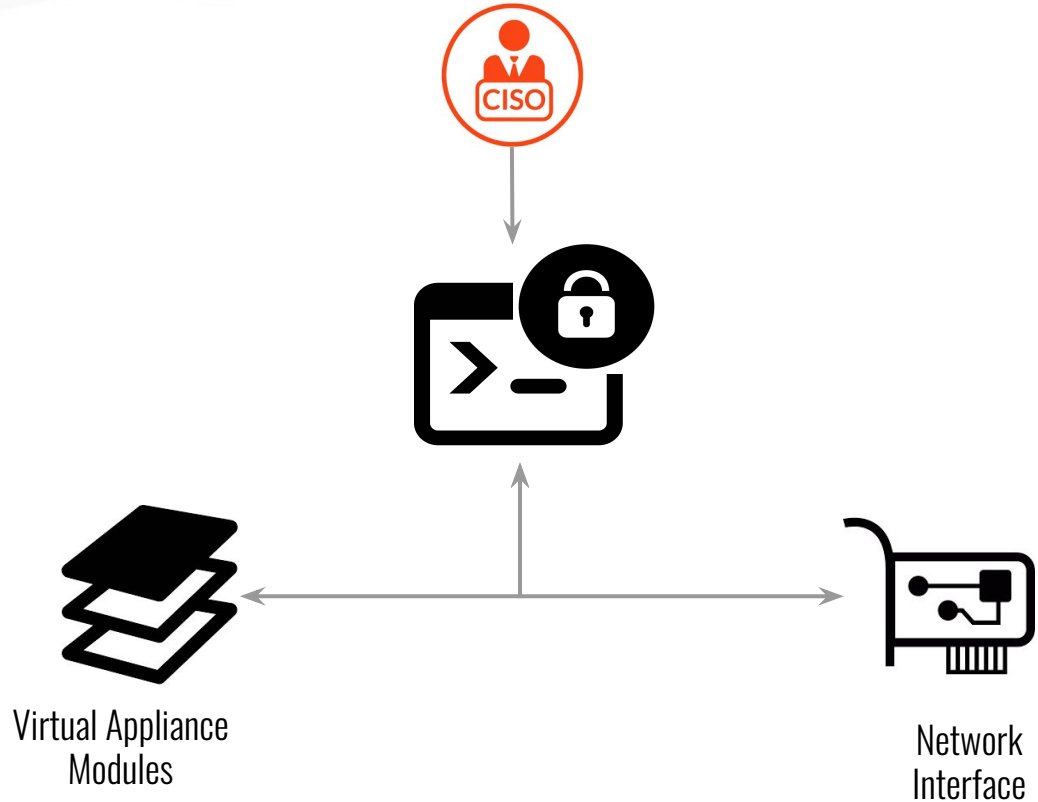 CISO
Virtual Appliance
Modules
Network
Interface